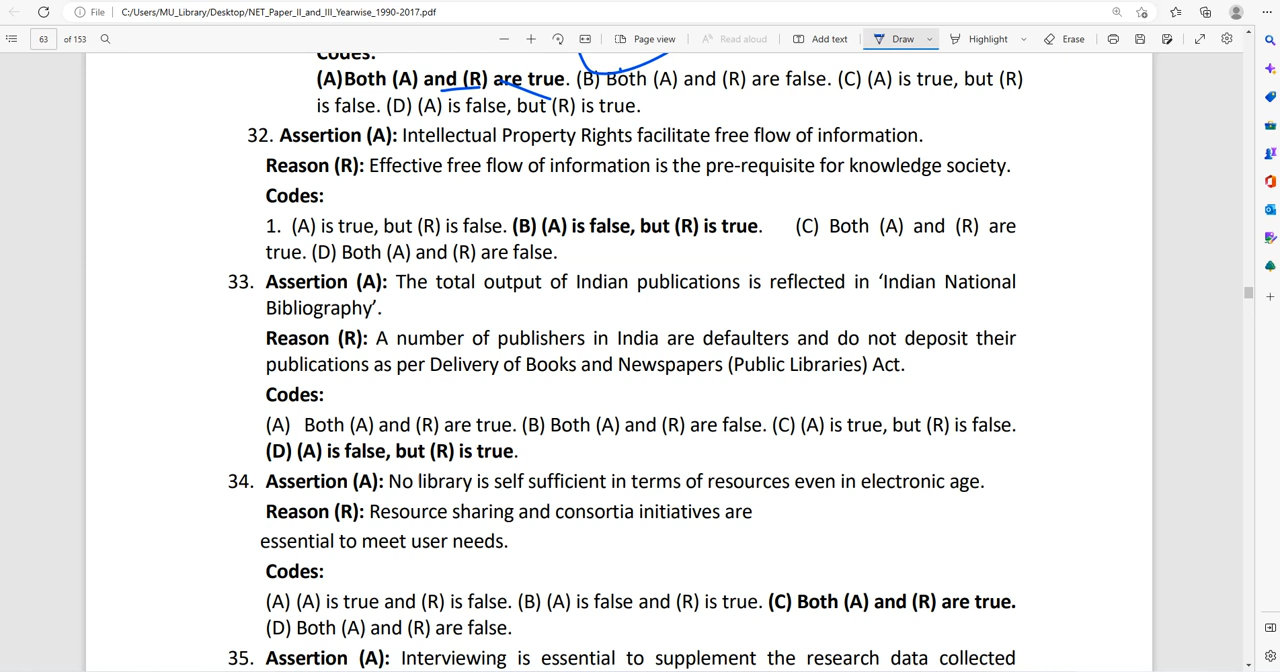 File
C:/Users/MU_Library/Desktop/NET_Paper_II_and_III_Yearwise_1990-2017.pdf
63 of 153
Page view
Read aloud
Add text
Draw
Highlight
Erase
Codes:
(A)Both (A) and (R) are true. (B) Both (A) and (R) are false. (C) (A) is true, but (R)
is false. (D) (A) is false, but (R) is true.
32. Assertion (A): Intellectual Property Rights facilitate free flow of information.
Reason (R): Effective free flow of information is the pre-requisite for knowledge society.
Codes:
1. (A) is true, but (R) is false. (B) (A) is false, but (R) is true. (C) Both (A) and (R) are
true. (D) Both (A) and (R) are false.
33. Assertion (A): The total output of Indian publications is reflected in ‘Indian National
Bibliography’.
Reason (R): A number of publishers in India are defaulters and do not deposit their
publications as per Delivery of Books and Newspapers (Public Libraries) Act.
Codes:
(A) Both (A) and (R) are true. (B) Both (A) and (R) are false. (C) (A) is true, but (R) is false.
(D) (A) is false, but (R) is true.
34. Assertion (A): No library is self sufficient in terms of resources even in electronic age.
Reason (R): Resource sharing and consortia initiatives are
essential to meet user needs.
Codes:
(A) (A) is true and (R) is false. (B) (A) is false and (R) is true. (C) Both (A) and (R) are true.
(D) Both (A) and (R) are false.
35. Assertion (A): Interviewing is essential to supplement the research data collected